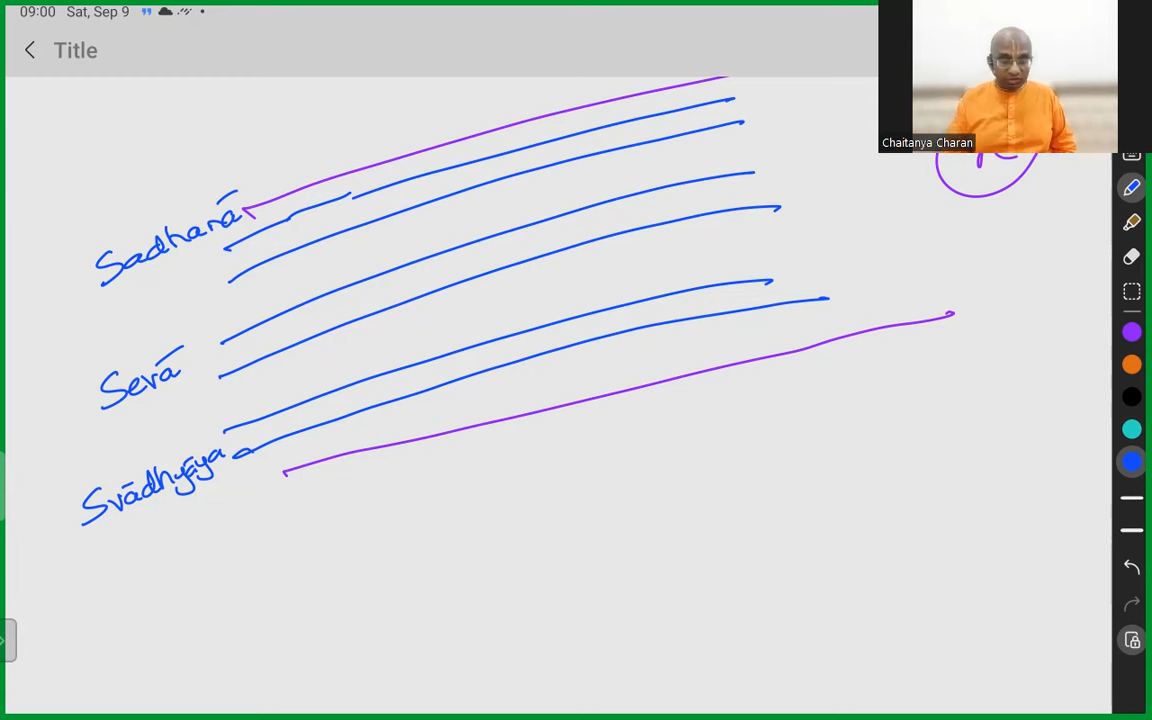 09:00 Sat, Sep 9
Title
Chaitanya Charan
Sadhanā
Sevā
Svādhyāya